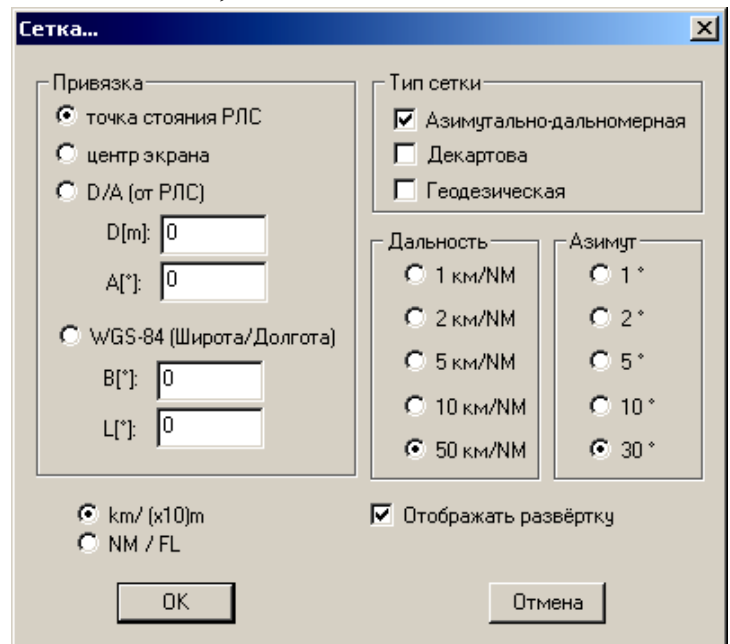 Сетка...
Привязка
точка стояния РЛС
центр экрана
D/A (от РЛС)
D[m]: 0
A[°]: 0
WGS-84 (Широта/Долгота)
B[°]: 0
L[°]: 0
Тип сетки
Азимутально-дальномерная
Декартова
Геодезическая
Дальность
1 км/NM
2 км/NM
5 км/NM
10 км/NM
50 км/NM
Азимут
1 °
2 °
5 °
10 °
30 °
km/ (x10)m
NM / FL
Отображать развёртку
OK
Отмена